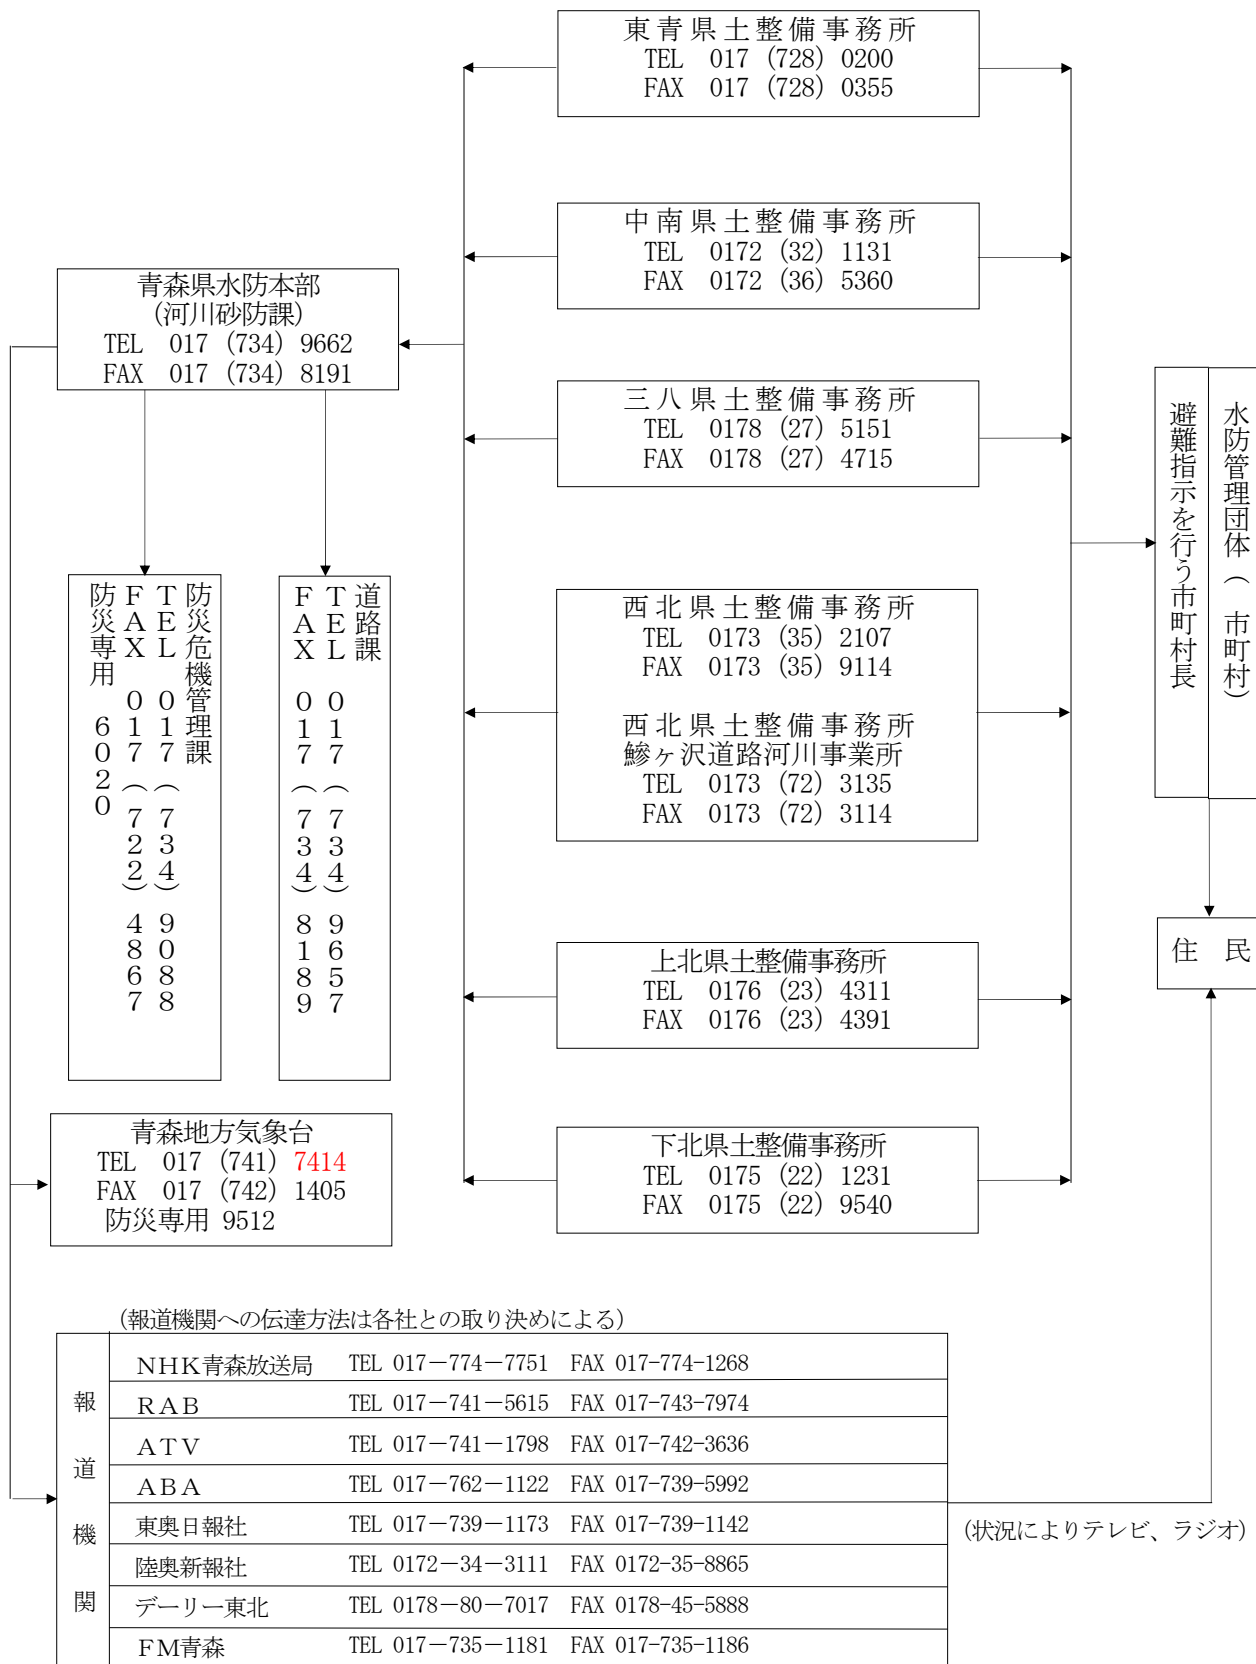 東青県土整備事務所
TEL 017 (728) 0200
FAX 017 (728) 0355
中南県土整備事務所
TEL 0172 (32) 1131
FAX 0172 (36) 5360
青森県水防本部
(河川砂防課)
TEL 017 (734) 9662
FAX 017 (734) 8191
三八県土整備事務所
TEL 0178 (27) 5151
FAX 0178 (27) 4715
水防管理団体(市町村)
避難指示を行う市町村長
道路課
TEL 017(734)9657
FAX 017(734)8189
防災危機管理課
TEL 017(734)9088
FAX 017(722)4867
防災専用 6020
西北県土整備事務所
TEL 0173 (35) 2107
FAX 0173 (35) 9114
西北県土整備事務所
鰺ヶ沢道路河川事業所
TEL 0173 (72) 3135
FAX 0173 (72) 3114
住 民
上北県土整備事務所
TEL 0176 (23) 4311
FAX 0176 (23) 4391
青森地方気象台
TEL 017 (741) 7414
FAX 017 (742) 1405
防災専用 9512
下北県土整備事務所
TEL 0175 (22) 1231
FAX 0175 (22) 9540
(報道機関への伝達方法は各社との取り決めによる)
報道機関
NHK青森放送局 TEL 017-774-7751 FAX 017-774-1268
RAB TEL 017-741-5615 FAX 017-743-7974
ATV TEL 017-741-1798 FAX 017-742-3636
ABA TEL 017-762-1122 FAX 017-739-5992
東奥日報社 TEL 017-739-1173 FAX 017-739-1142
陸奥新報社 TEL 0172-34-3111 FAX 0172-35-8865
デーリー東北 TEL 0178-80-7017 FAX 0178-45-5888
FM青森 TEL 017-735-1181 FAX 017-735-1186
(状況によりテレビ、ラジオ)